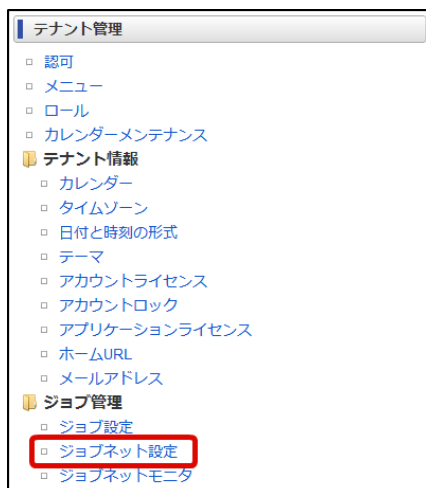 テナント管理
認可
メニュー
ロール
カレンダーメンテナンス
テナント情報
カレンダー
タイムゾーン
日付と時刻の形式
テーマ
アカウントライセンス
アカウントロック
アプリケーションライセンス
ホームURL
メールアドレス
ジョブ管理
ジョブ設定
ジョブネット設定
ジョブネットモニタ